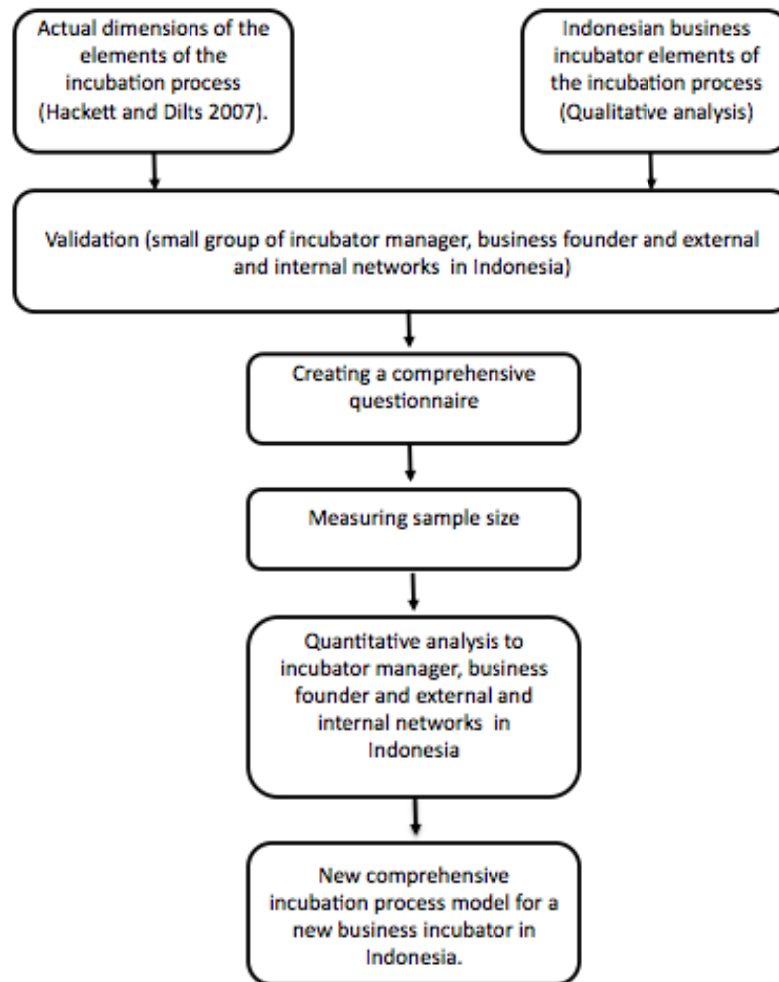 Actual dimensions of the
elements of the
incubation process
(Hackett and Dilts 2007).
Indonesian business
incubator elements of
the incubation process
(Qualitative analysis)
Validation (small group of incubator manager, business founder and external
and internal networks in Indonesia)
Creating a comprehensive
questionnaire
Measuring sample size
Quantitative analysis to
incubator manager, business
founder and external and
internal networks in
Indonesia
New comprehensive
incubation process model for a
new business incubator in
Indonesia.